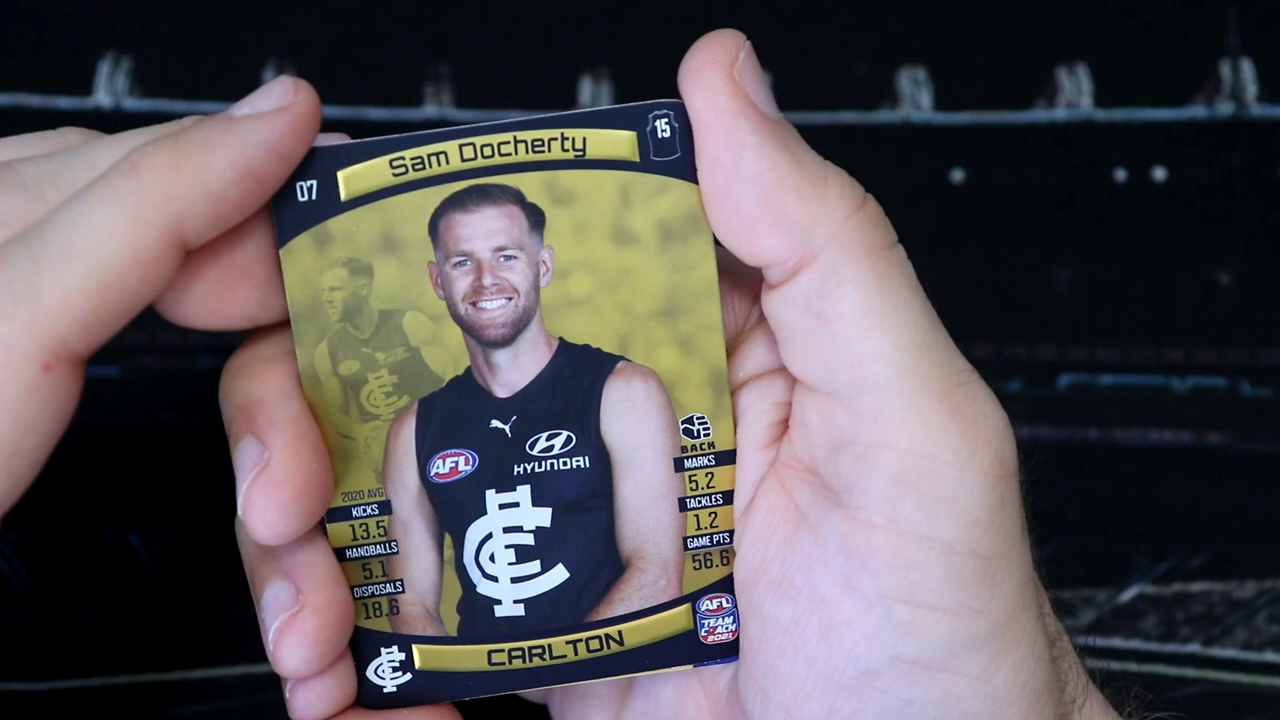 07
Sam Docherty
15
AFL
HYUNDAI
2020 AVG
KICKS
13.5
HANDBALLS
5.1
DISPOSALS
18.6
BACK
MARKS
5.2
TACKLES
1.2
GAME PTS
56.6
CARLTON
AFL
TEAM
COACH
2021